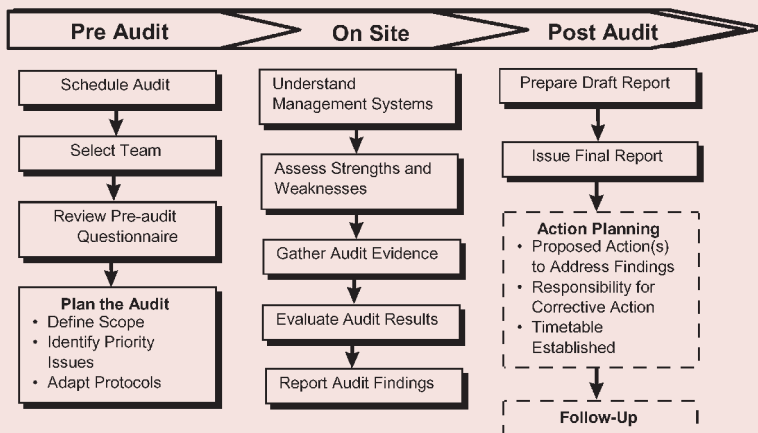 Pre Audit
On Site
Post Audit
Schedule Audit
Select Team
Review Pre-audit
Questionnaire
Plan the Audit
• Define Scope
• Identify Priority
Issues
• Adapt Protocols
Understand
Management Systems
Assess Strengths and
Weaknesses
Gather Audit Evidence
Evaluate Audit Results
Report Audit Findings
Prepare Draft Report
Issue Final Report
Action Planning
• Proposed Action(s)
to Address Findings
• Responsibility for
Corrective Action
• Timetable
Established
Follow-Up